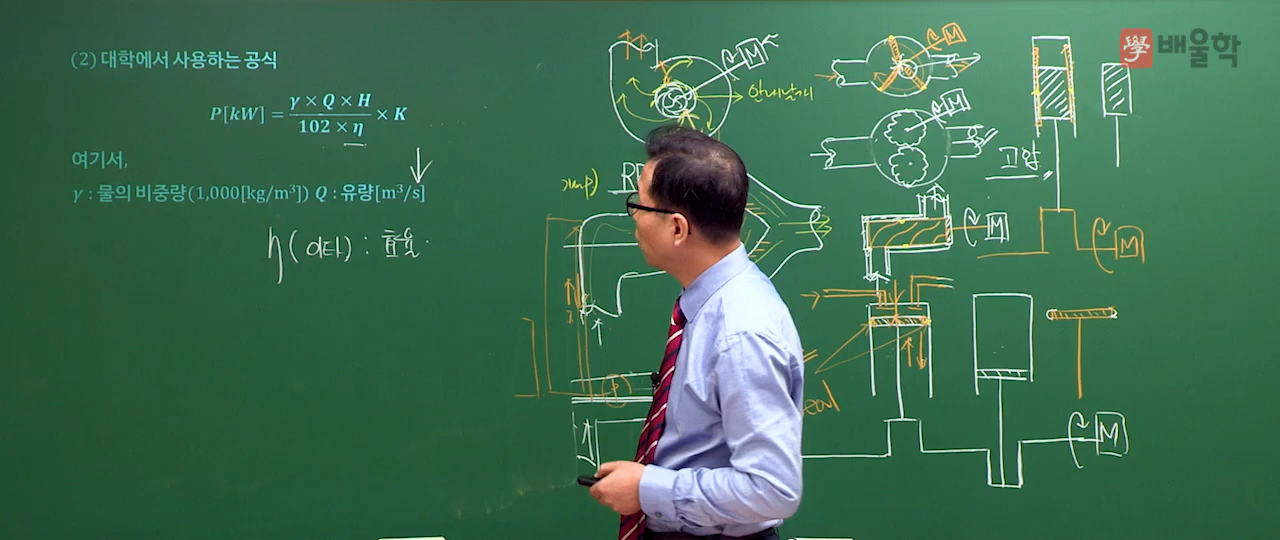 (2) 대학에서 사용하는 공식
P[kW] = γ × Q × H / 102 × η × K
여기서,
γ : 물의 비중량(1,000[kg/m³]) Q : 유량[m³/s]
η (이타) : 효율
안내날개
M
M
M
學 배울학
고압
M
M
M